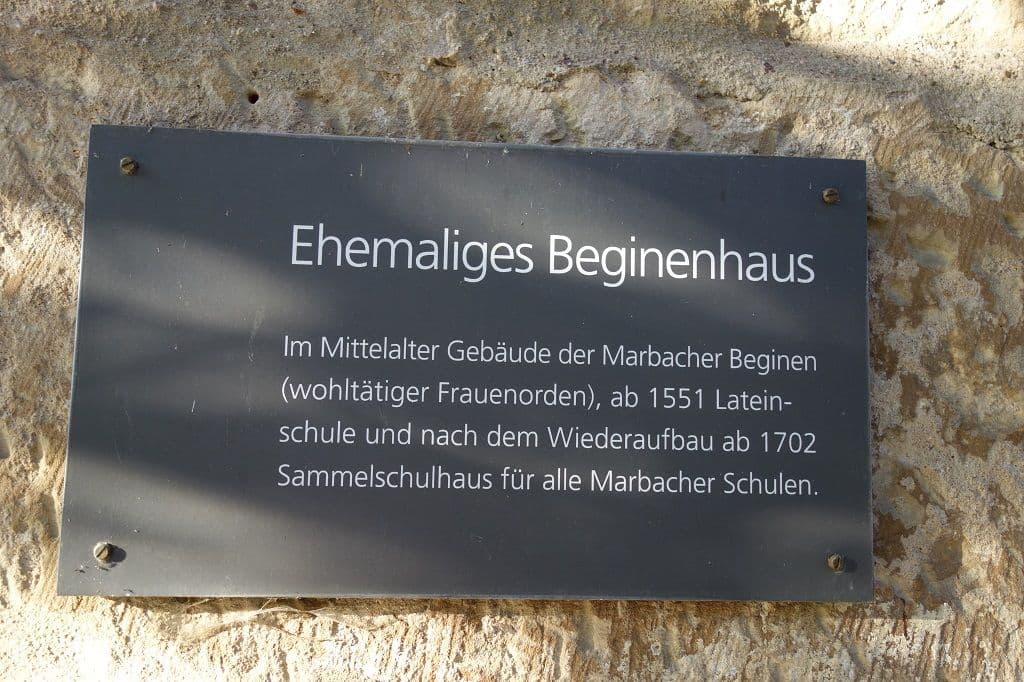 Ehemaliges Beginenhaus
Im Mittelalter Gebäude der Marbacher Beginen
(wohltätiger Frauenorden), ab 1551 Latein-
schule und nach dem Wiederaufbau ab 1702
Sammelschulhaus für alle Marbacher Schulen.